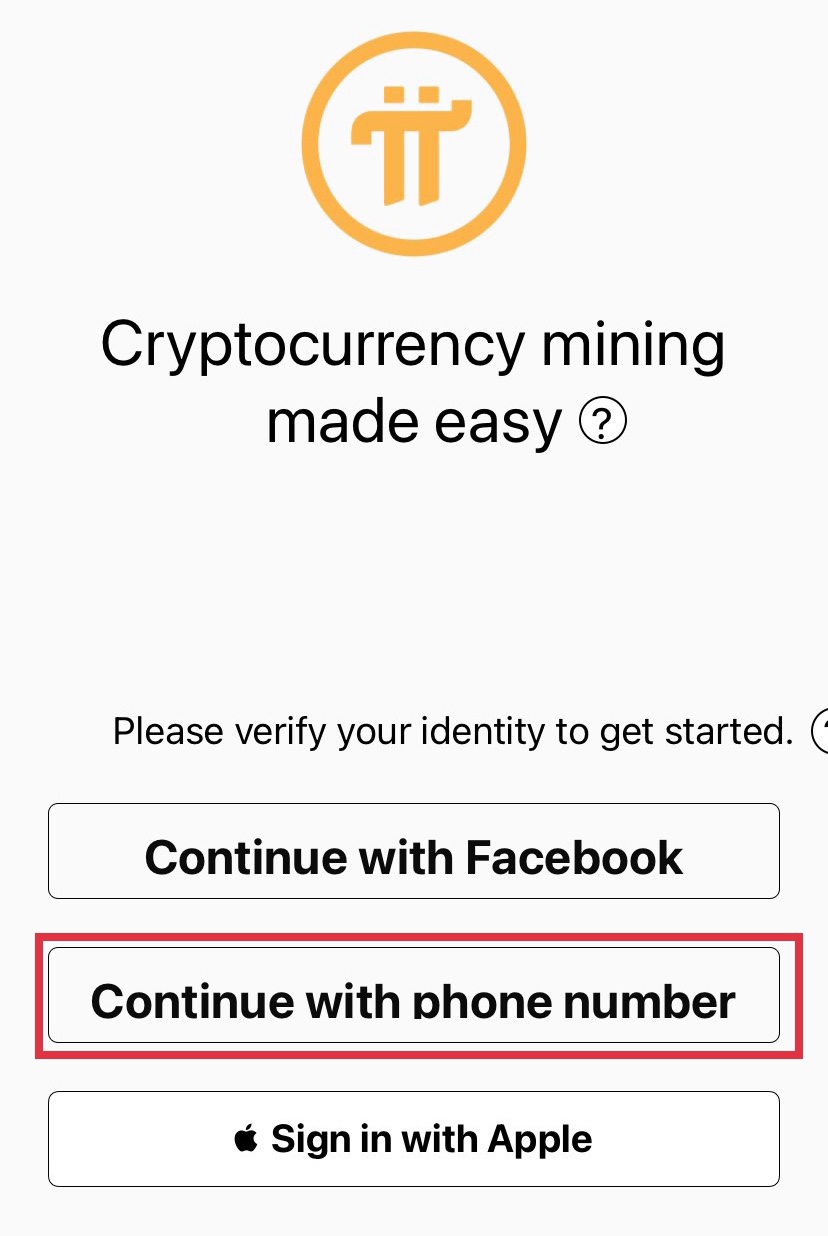 Cryptocurrency mining
made easy ?
Please verify your identity to get started.
Continue with Facebook
Continue with phone number
Sign in with Apple